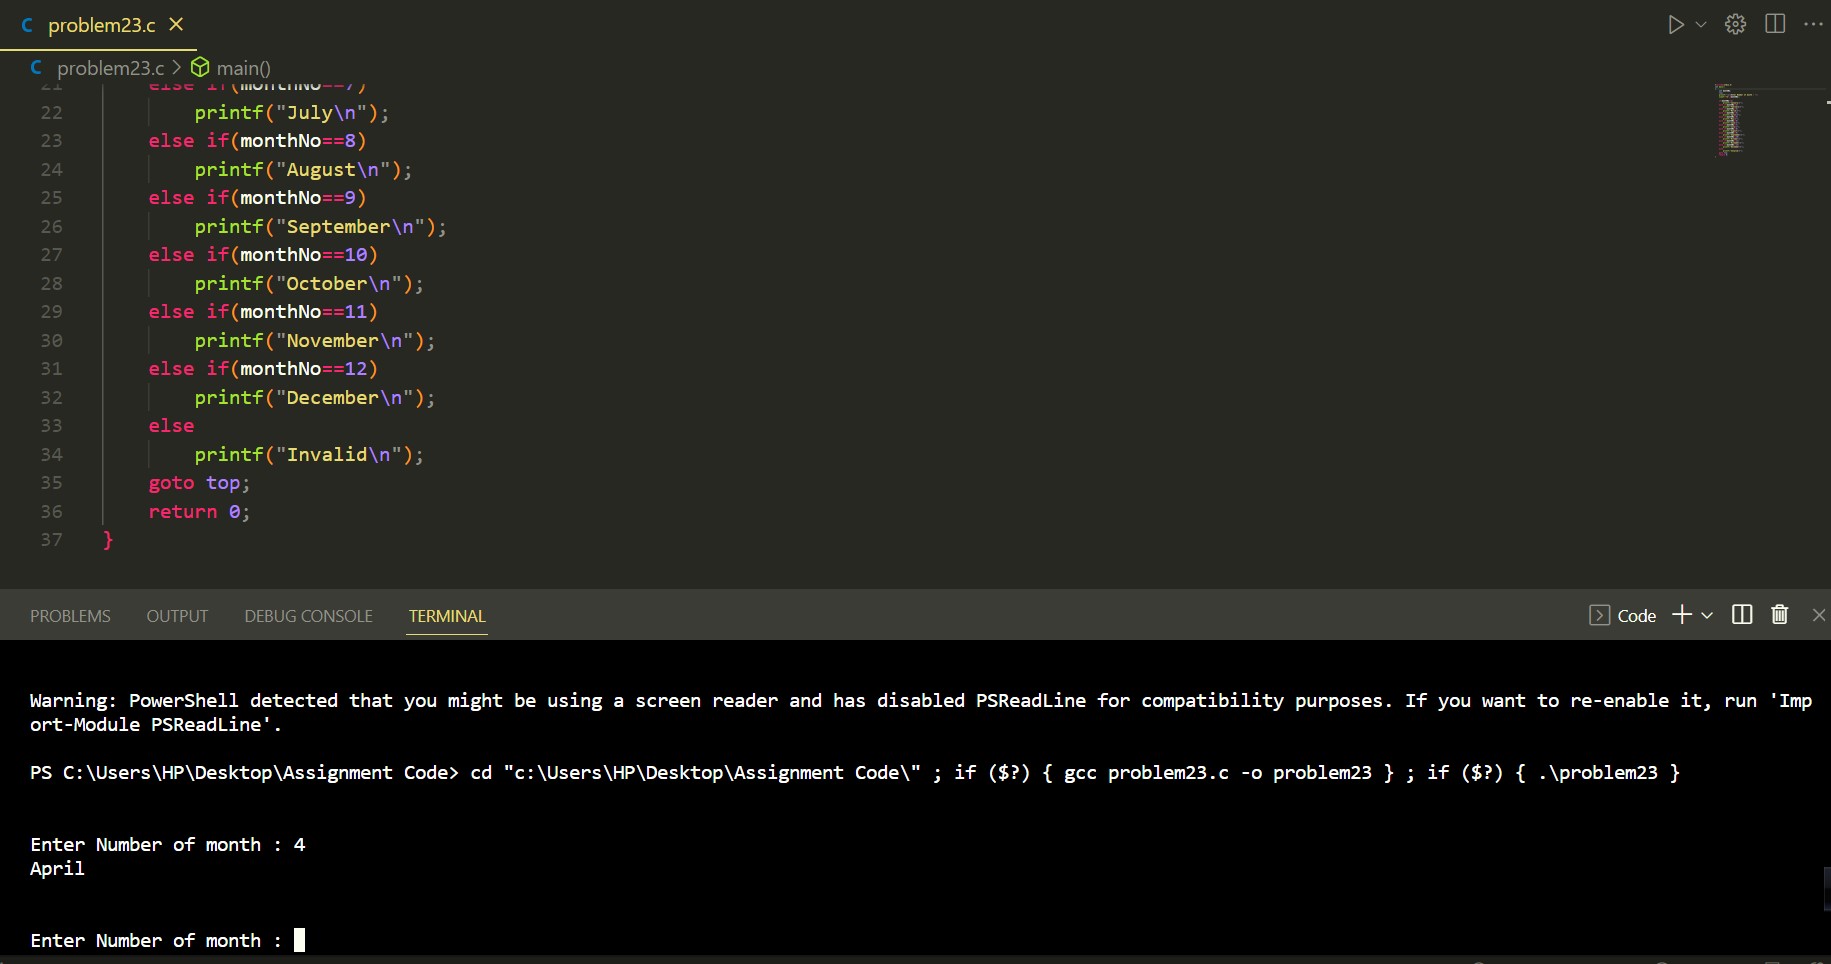 C problem23.c ×
C problem23.c > main()
21 else if(monthNo==7)
22 printf("July\n");
23 else if(monthNo==8)
24 printf("August\n");
25 else if(monthNo==9)
26 printf("September\n");
27 else if(monthNo==10)
28 printf("October\n");
29 else if(monthNo==11)
30 printf("November\n");
31 else if(monthNo==12)
32 printf("December\n");
33 else
34 printf("Invalid\n");
35 goto top;
36 return 0;
37 }
PROBLEMS OUTPUT DEBUG CONSOLE TERMINAL Code
Warning: PowerShell detected that you might be using a screen reader and has disabled PSReadLine for compatibility purposes. If you want to re-enable it, run 'Imp
ort-Module PSReadLine'.
PS C:\Users\HP\Desktop\Assignment Code> cd "c:\Users\HP\Desktop\Assignment Code\" ; if ($?) { gcc problem23.c -o problem23 } ; if ($?) { .\problem23 }
Enter Number of month : 4
April
Enter Number of month :